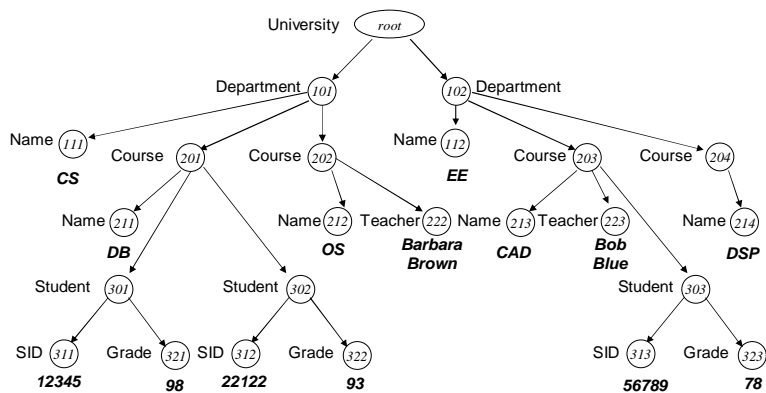 University root
Department 101 102 Department
Name 111 Name 112
CS EE
Course 201 Course 202 Course 203 Course 204
Name 211 Name 212 Teacher 222 Name 213 Teacher 223 Name 214
DB OS Barbara Brown CAD Bob Blue DSP
Student 301 Student 302 Student 303
SID 311 Grade 321 SID 312 Grade 322 SID 313 Grade 323
12345 98 22122 93 56789 78